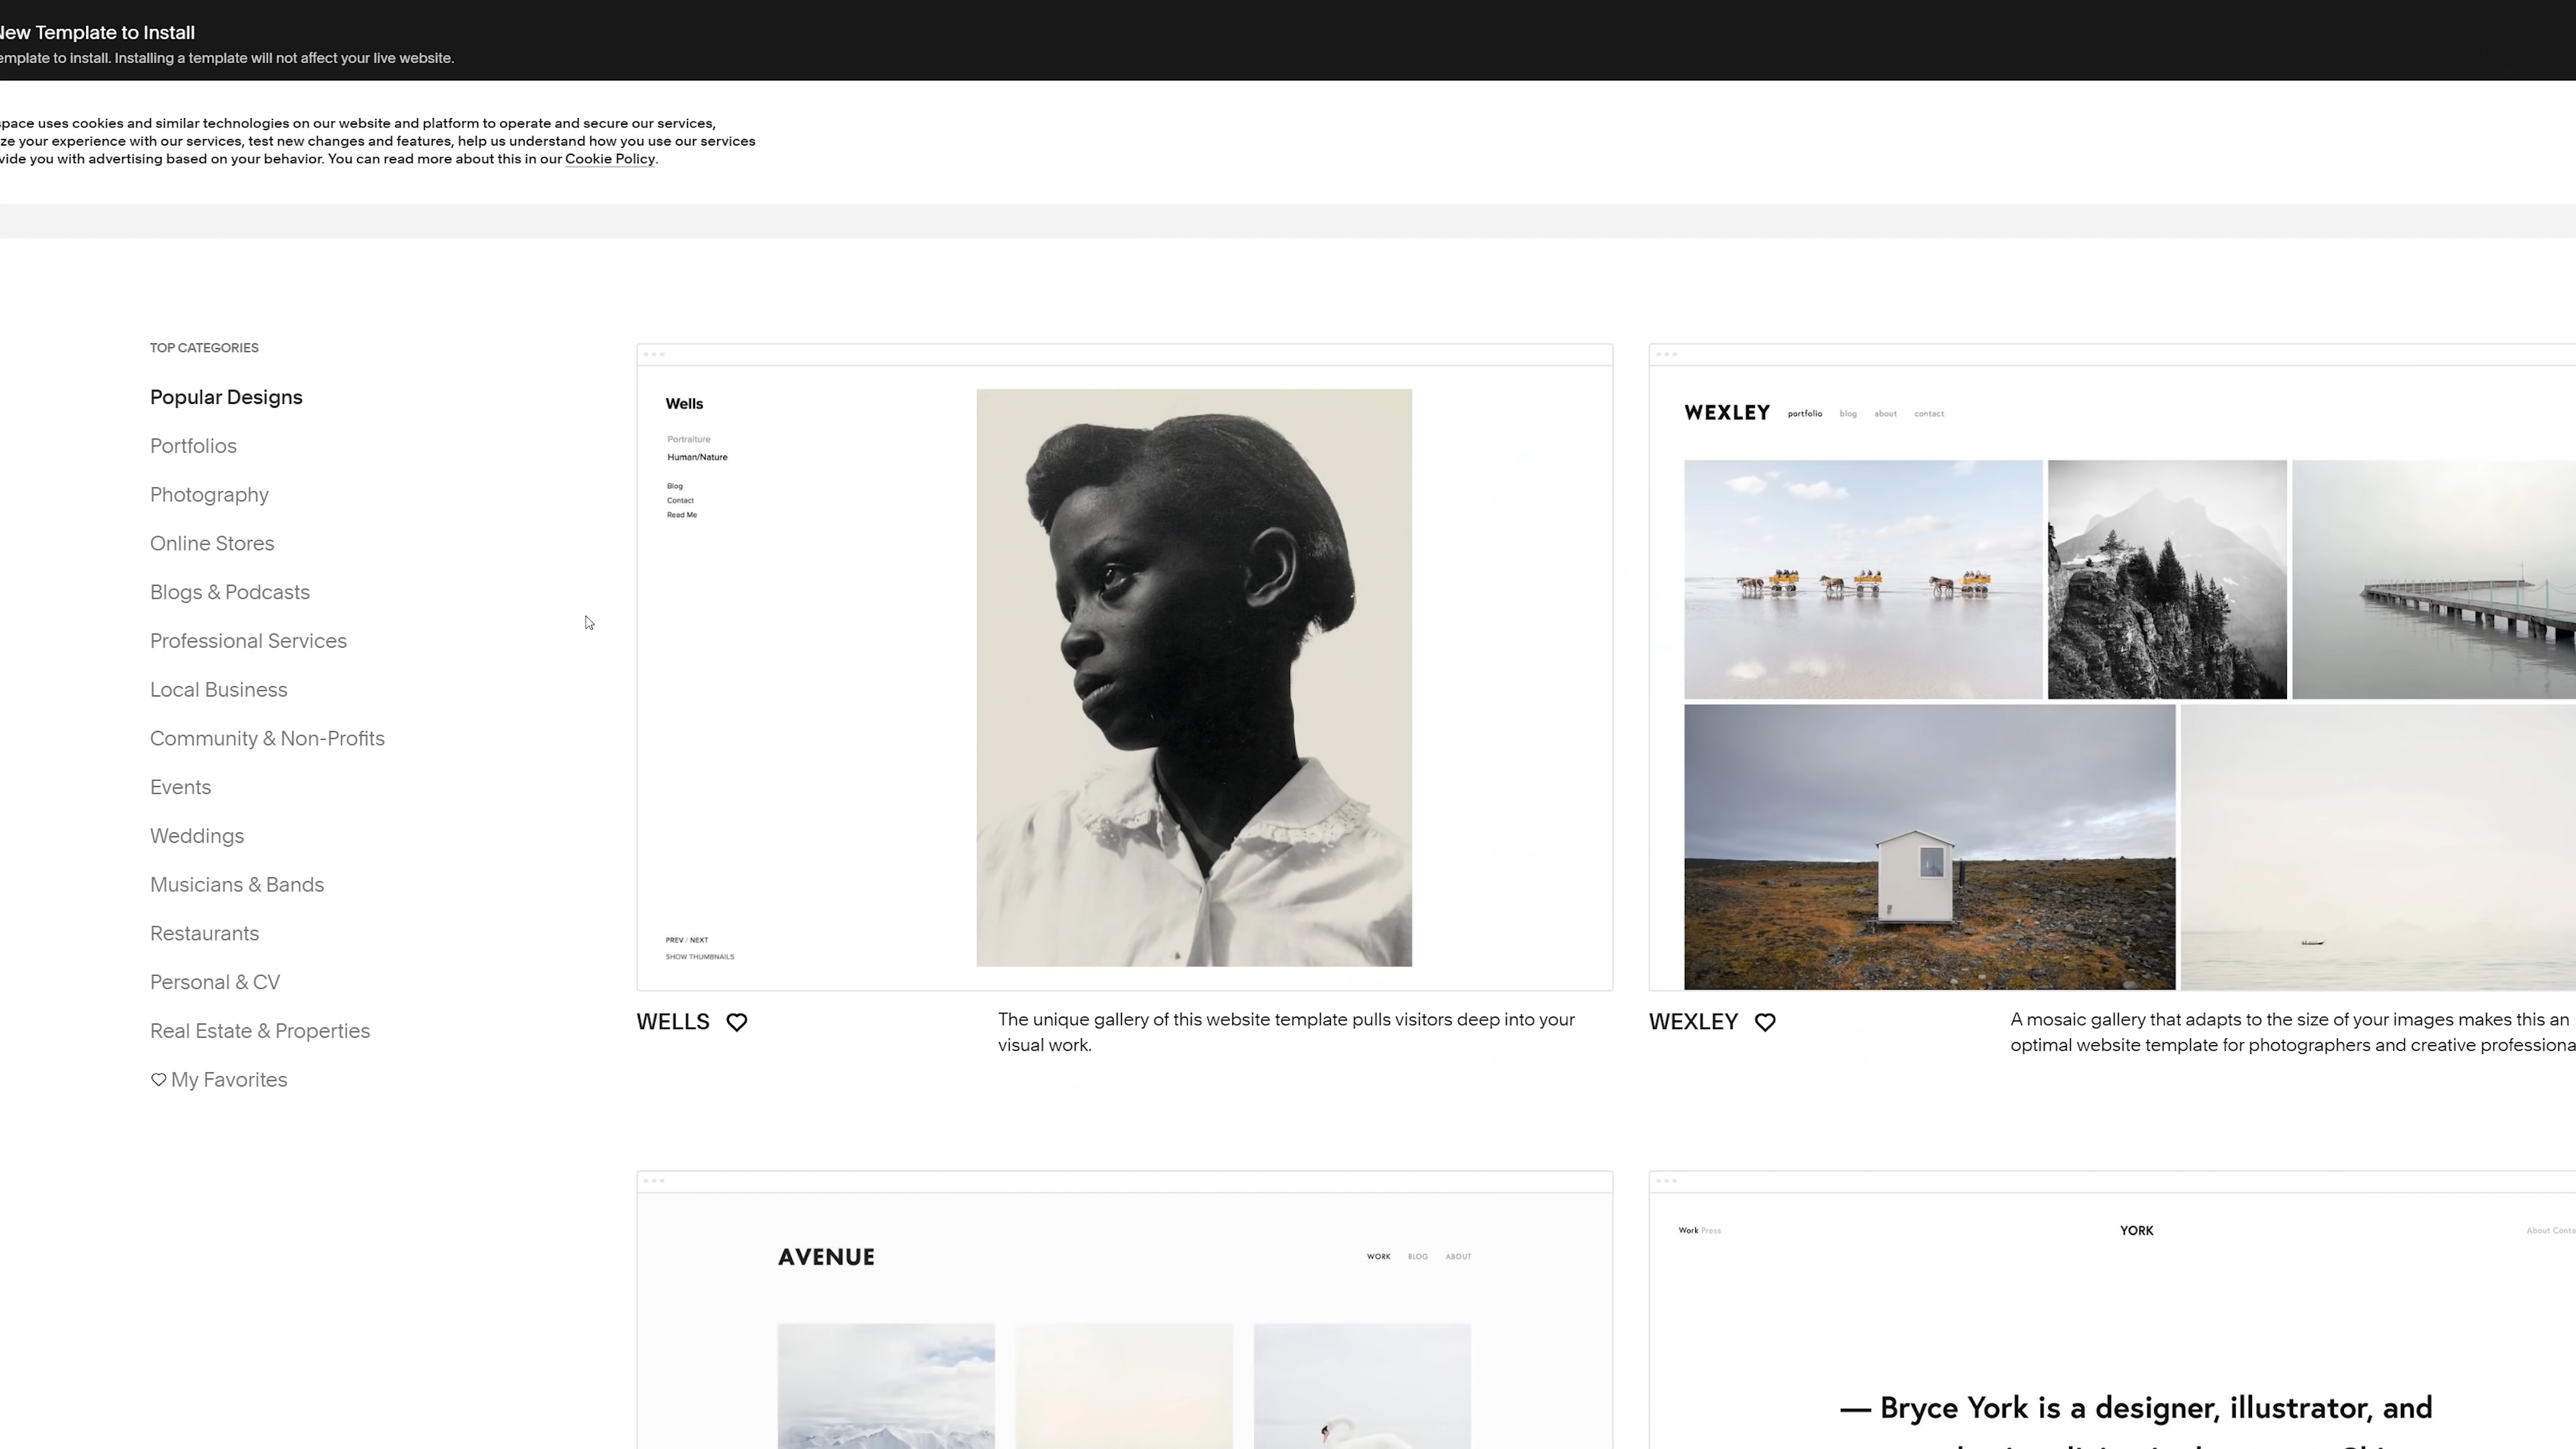 New Template to Install
emplate to install. Installing a template will not affect your live website.
space uses cookies and similar technologies on our website and platform to operate and secure our services,
ze your experience with our services, test new changes and features, help us understand how you use our services
vide you with advertising based on your behavior. You can read more about this in our Cookie Policy.
TOP CATEGORIES
Popular Designs
Portfolios
Photography
Online Stores
Blogs & Podcasts
Professional Services
Local Business
Community & Non-Profits
Events
Weddings
Musicians & Bands
Restaurants
Personal & CV
Real Estate & Properties
My Favorites
Wells
Portraiture
Human/Nature
Blog
Contact
Read Me
PREV / NEXT
SHOW THUMBNAILS
WELLS
The unique gallery of this website template pulls visitors deep into your
visual work.
WEXLEY portfolio blog about contact
WEXLEY
A mosaic gallery that adapts to the size of your images makes this an
optimal website template for photographers and creative professiona
AVENUE
WORK BLOG ABOUT
Work Press
YORK
About Conta
— Bryce York is a designer, illustrator, and